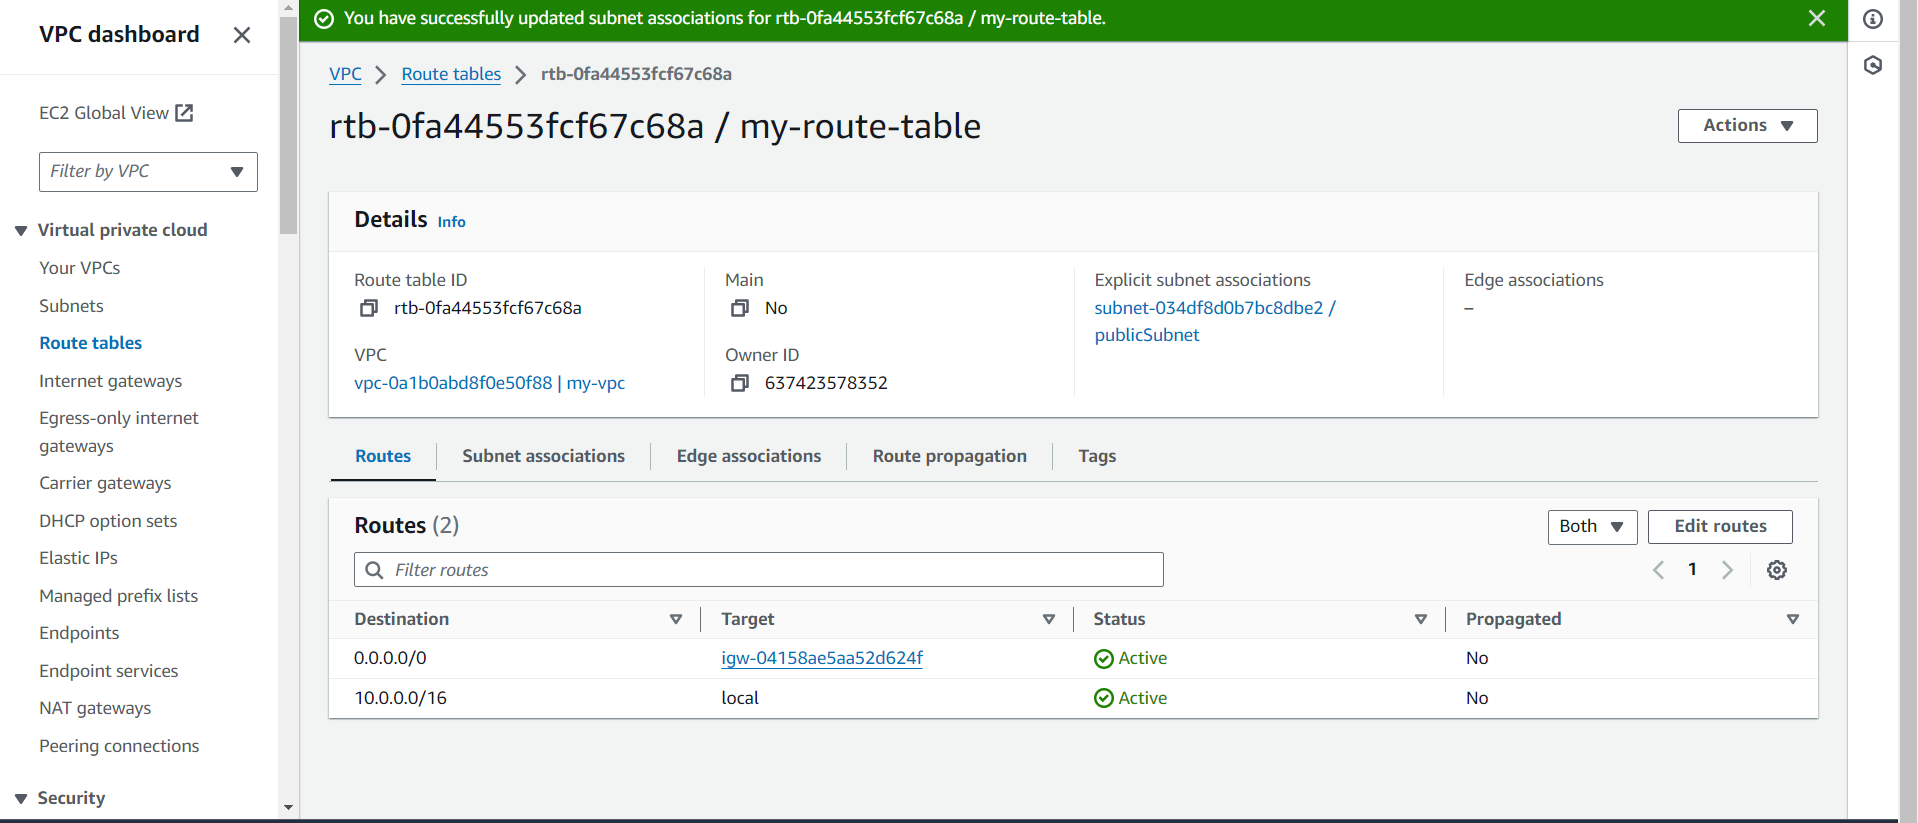 You have successfully updated subnet associations for rtb-0fa44553fcf67c68a / my-route-table.
VPC dashboard
EC2 Global View
Filter by VPC
Virtual private cloud
Your VPCs
Subnets
Route tables
Internet gateways
Egress-only internet
gateways
Carrier gateways
DHCP option sets
Elastic IPs
Managed prefix lists
Endpoints
Endpoint services
NAT gateways
Peering connections
Security
VPC > Route tables > rtb-0fa44553fcf67c68a
rtb-0fa44553fcf67c68a / my-route-table
Actions
Details Info
Route table ID
rtb-0fa44553fcf67c68a
Main
No
Explicit subnet associations
subnet-034df8d0b7bc8dbe2 /
publicSubnet
Edge associations
–
VPC
vpc-0a1b0abd8f0e50f88 | my-vpc
Owner ID
637423578352
Routes Subnet associations Edge associations Route propagation Tags
Routes (2)
Both
Edit routes
Filter routes
1
Destination Target Status Propagated
0.0.0.0/0 igw-04158ae5aa52d624f Active No
10.0.0.0/16 local Active No